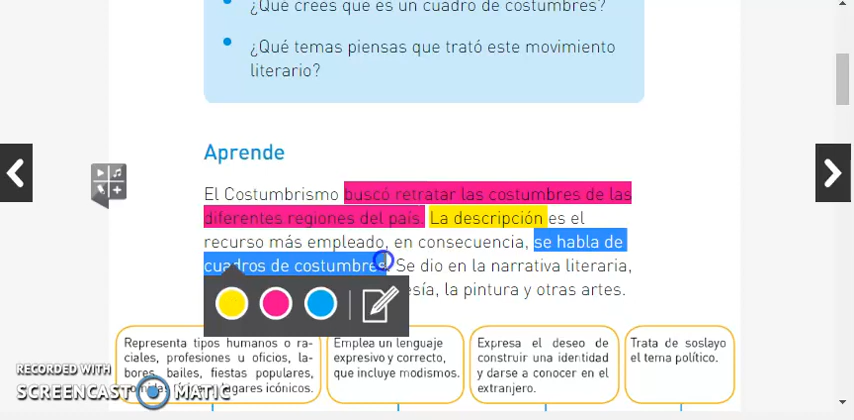 ¿Qué crees que es un cuadro de costumbres?
¿Qué temas piensas que trató este movimiento
literario?
Aprende
El Costumbrismo buscó retratar las costumbres de las
diferentes regiones del país. La descripción es el
recurso más empleado, en consecuencia, se habla de
cuadros de costumbres. Se dio en la narrativa literaria,
la pintura y otras artes.
Representa tipos humanos o ra-
ciales, profesiones u oficios, la-
bores, bailes, fiestas populares,
lugares icónicos.
Emplea un lenguaje
expresivo y correcto,
que incluye modismos.
Expresa el deseo de
construir una identidad
y darse a conocer en el
extranjero.
Trata de soslayo
el tema político.
RECORDED WITH
SCREENCAST MATIC